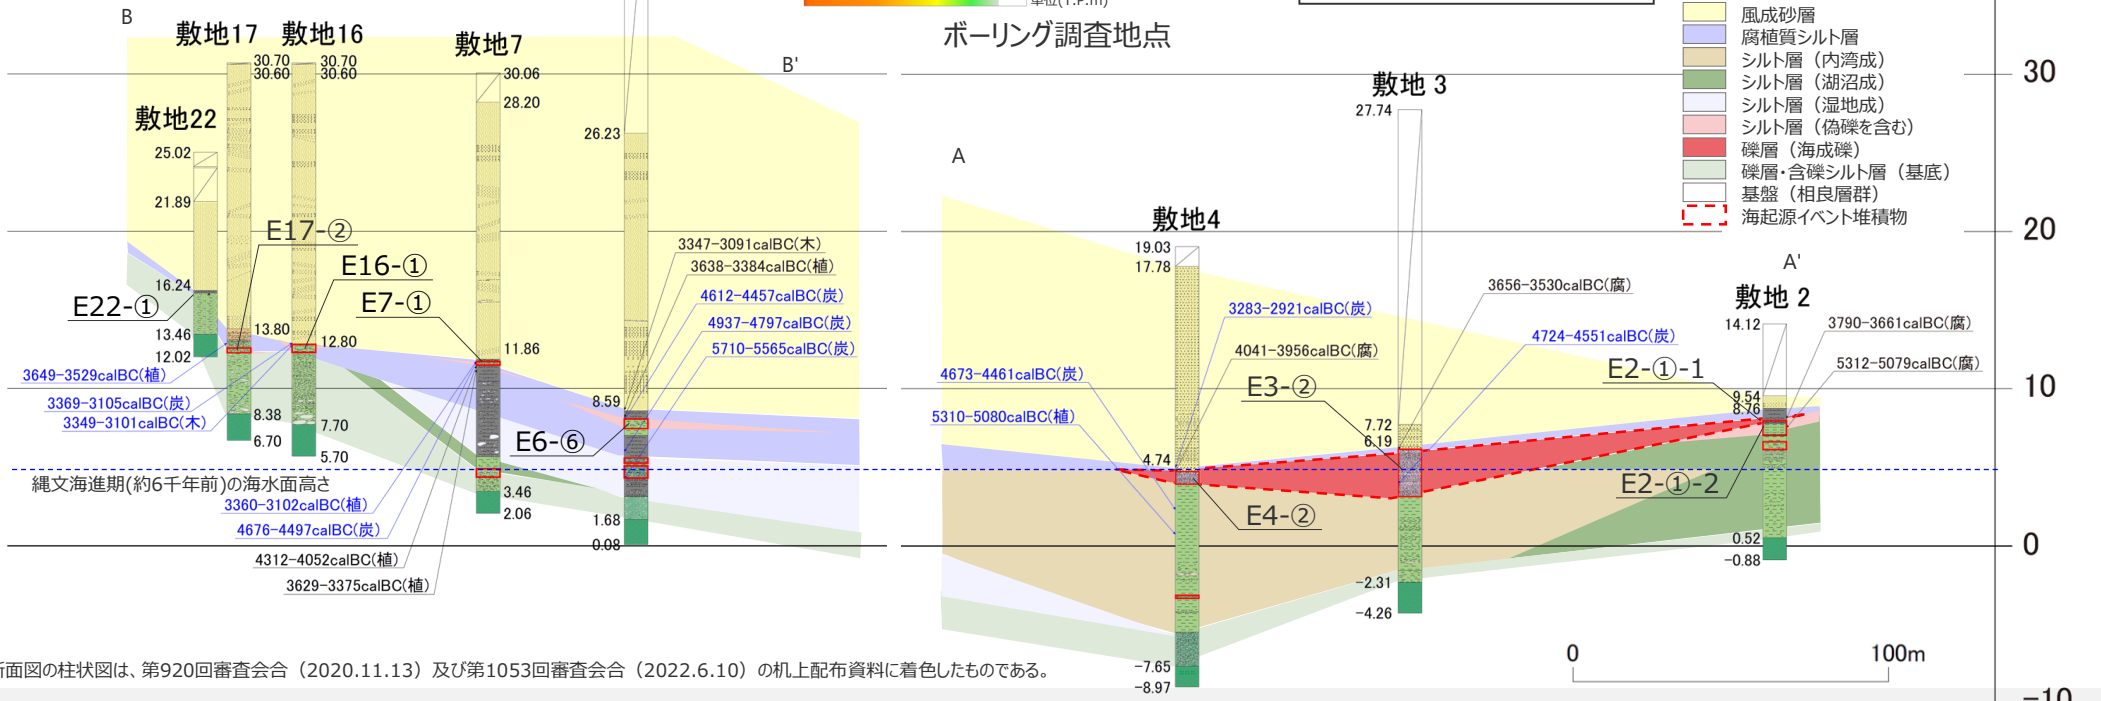 単位(T.P.m)
ボーリング調査地点
B
敷地17
敷地16
敷地7
B'
30.70
30.60
30.70
30.60
30.06
28.20
敷地22
25.02
21.89
26.23
E17-②
E16-①
E7-①
E22-①
16.24
13.46
12.02
13.80
12.80
11.86
8.59
3347-3091calBC(木)
3638-3384calBC(植)
4612-4457calBC(炭)
4937-4797calBC(炭)
5710-5565calBC(炭)
3649-3529calBC(植)
3369-3105calBC(炭)
3349-3101calBC(木)
8.38
6.70
7.70
5.70
E6-⑥
縄文海進期(約6千年前)の海水面高さ
3.46
2.06
1.68
0.08
3360-3102calBC(植)
4676-4497calBC(炭)
4312-4052calBC(植)
3629-3375calBC(植)
A
敷地4
敷地 3
A'
敷地 2
27.74
19.03
17.78
3283-2921calBC(炭)
4041-3956calBC(腐)
3656-3530calBC(腐)
4724-4551calBC(炭)
14.12
3790-3661calBC(腐)
5312-5079calBC(腐)
4673-4461calBC(炭)
5310-5080calBC(植)
E3-②
E2-①-1
9.54
8.76
7.72
6.19
4.74
E4-②
E2-①-2
0.52
-0.88
-2.31
-4.26
-7.65
-8.97
風成砂層
腐植質シルト層
シルト層（内湾成）
シルト層（湖沼成）
シルト層（湿地成）
シルト層（偽礫を含む）
礫層（海成礫）
礫層・含礫シルト層（基底）
基盤（相良層群）
海起源イベント堆積物
30
20
10
0
-10
0
100m
面図の柱状図は、第920回審査会合（2020.11.13）及び第1053回審査会合（2022.6.10）の机上配布資料に着色したものである。